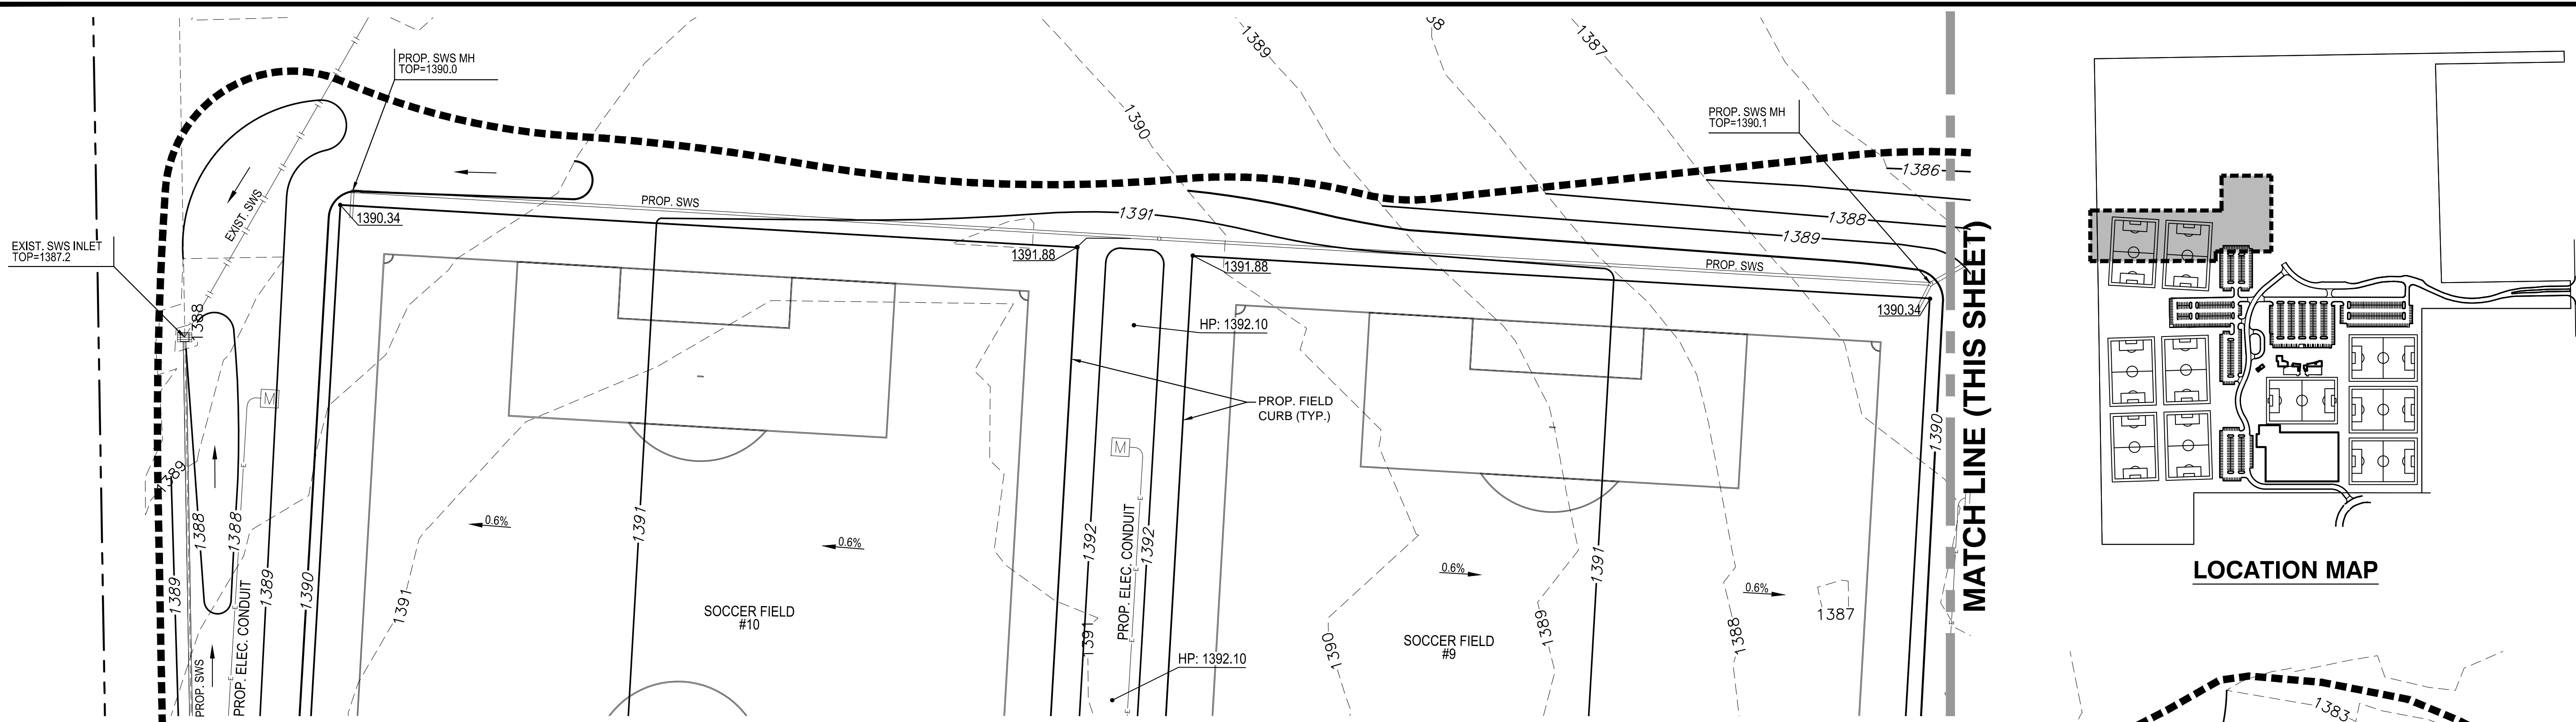 PROP. SWS MH
TOP=1390.0
1389
38
1387
1390
PROP. SWS MH
TOP=1390.1
1386
EXIST. SWS
PROP. SWS
1390.34
1391
1388
1389
EXIST. SWS INLET
TOP=1387.2
1388
1391.88
1391.88
PROP. SWS
1390.34
HP: 1392.10
M
PROP. FIELD
CURB (TYP.)
M
1390
MATCH LINE (THIS SHEET)
1389
1388
1388
1389
1390
0.6%
1391
0.6%
1392
PROP. ELEC. CONDUIT
1392
0.6%
1391
0.6%
LOCATION MAP
1389
PROP. SWS
PROP. ELEC. CONDUIT
1391
SOCCER FIELD
#10
1391
HP: 1392.10
1390
SOCCER FIELD
#9
1389
1388
1387
1383
E
E
E
E
E
E